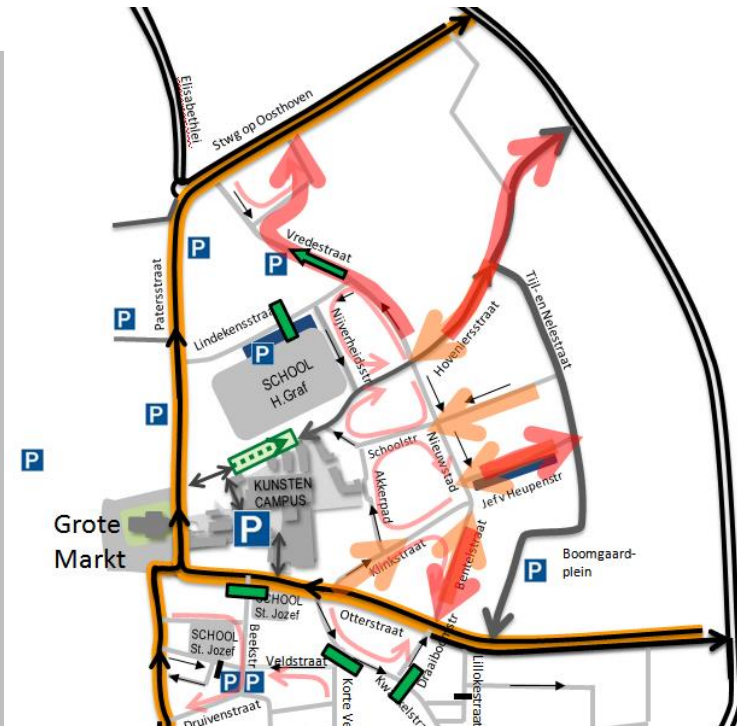 Elisabethlei
Stwg op Oosthoven
Vredestraat
P
P
Patersstraat
P
Lindekensstraat
P
Nijverheidsstr
Hoveniersstraat
Tijl- en Nelestraat
SCHOOL
H.Graf
P
P
Schoolstr
Nieuwstad
Akkerpad
Jef v Heupenstr
KUNSTEN
CAMPUS
P
Grote
Markt
Klinkstraat
Bentelstraat
P
Boomgaard-
plein
SCHOOL
St. Jozef
Otterstraat
SCHOOL
St. Jozef
Beekstr
Veldstraat
Draaiboomstr
Lillokestraat
P P
Korte Ve
Druivenstraat